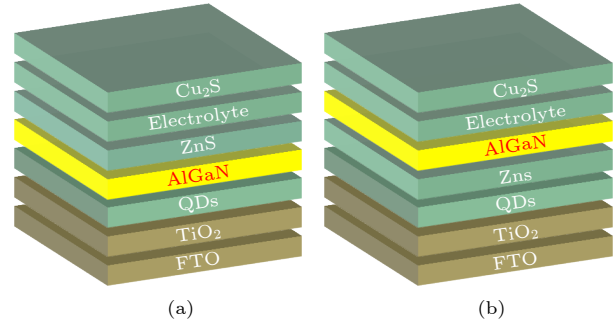 Cu₂S
Electrolyte
ZnS
AlGaN
QDs
TiO₂
FTO
(a)
Cu₂S
Electrolyte
AlGaN
Zns
QDs
TiO₂
FTO
(b)